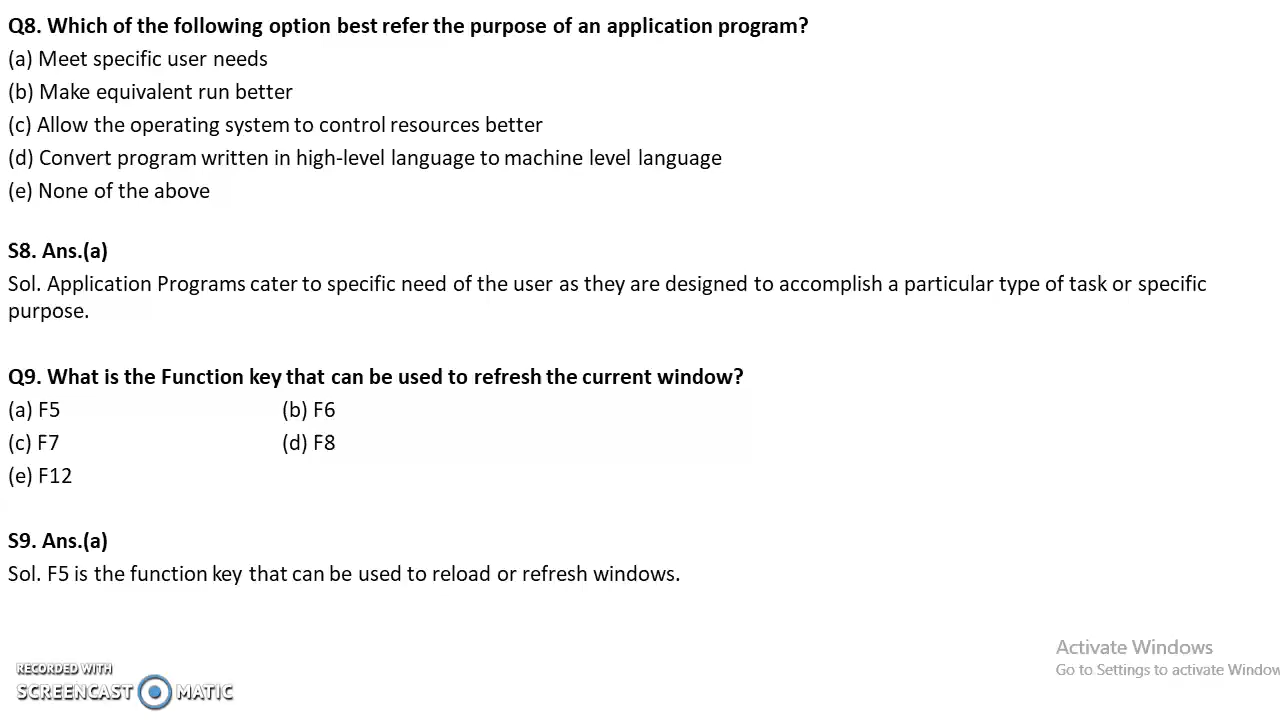 Q8. Which of the following option best refer the purpose of an application program?
(a) Meet specific user needs
(b) Make equivalent run better
(c) Allow the operating system to control resources better
(d) Convert program written in high-level language to machine level language
(e) None of the above
S8. Ans.(a)
Sol. Application Programs cater to specific need of the user as they are designed to accomplish a particular type of task or specific
purpose.
Q9. What is the Function key that can be used to refresh the current window?
(a) F5 (b) F6
(c) F7 (d) F8
(e) F12
S9. Ans.(a)
Sol. F5 is the function key that can be used to reload or refresh windows.
Activate Windows
Go to Settings to activate Window
RECORDED WITH
SCREENCAST MATIC